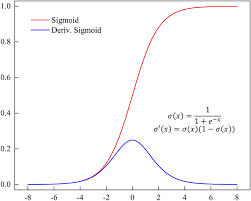 1.0
Sigmoid
Deriv. Sigmoid
0.8
0.6
0.4
σ(x) = 1 / (1 + e^{-x})
σ'(x) = σ(x)(1 − σ(x))
0.2
0.0
-8 -6 -4 -2 0 2 4 6 8